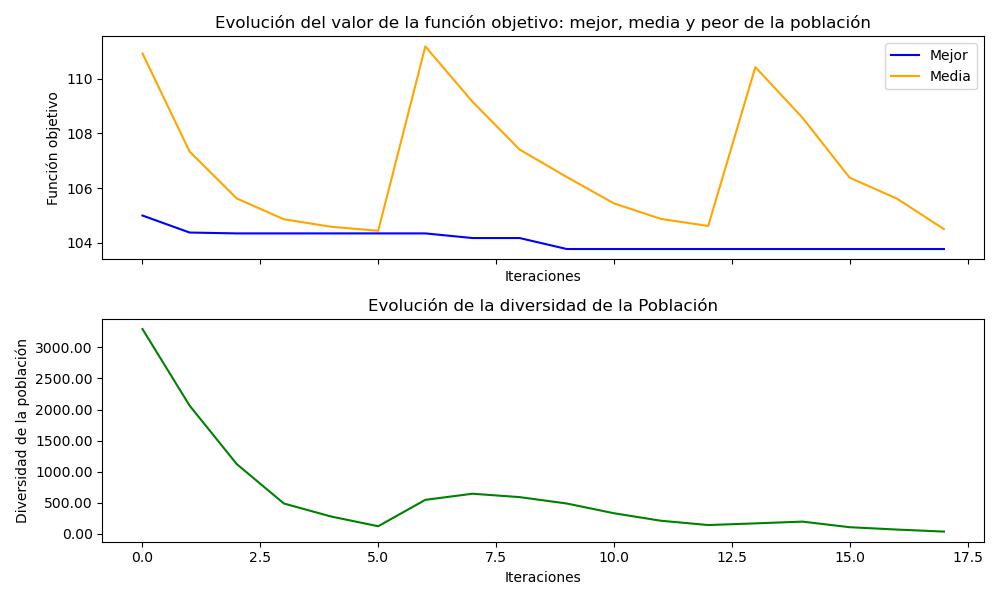 Evolución del valor de la función objetivo: mejor, media y peor de la población
Función objetivo
110
108
106
104
Mejor
Media
Iteraciones
Evolución de la diversidad de la Población
Diversidad de la población
3000.00
2500.00
2000.00
1500.00
1000.00
500.00
0.00
0.0 2.5 5.0 7.5 10.0 12.5 15.0 17.5
Iteraciones